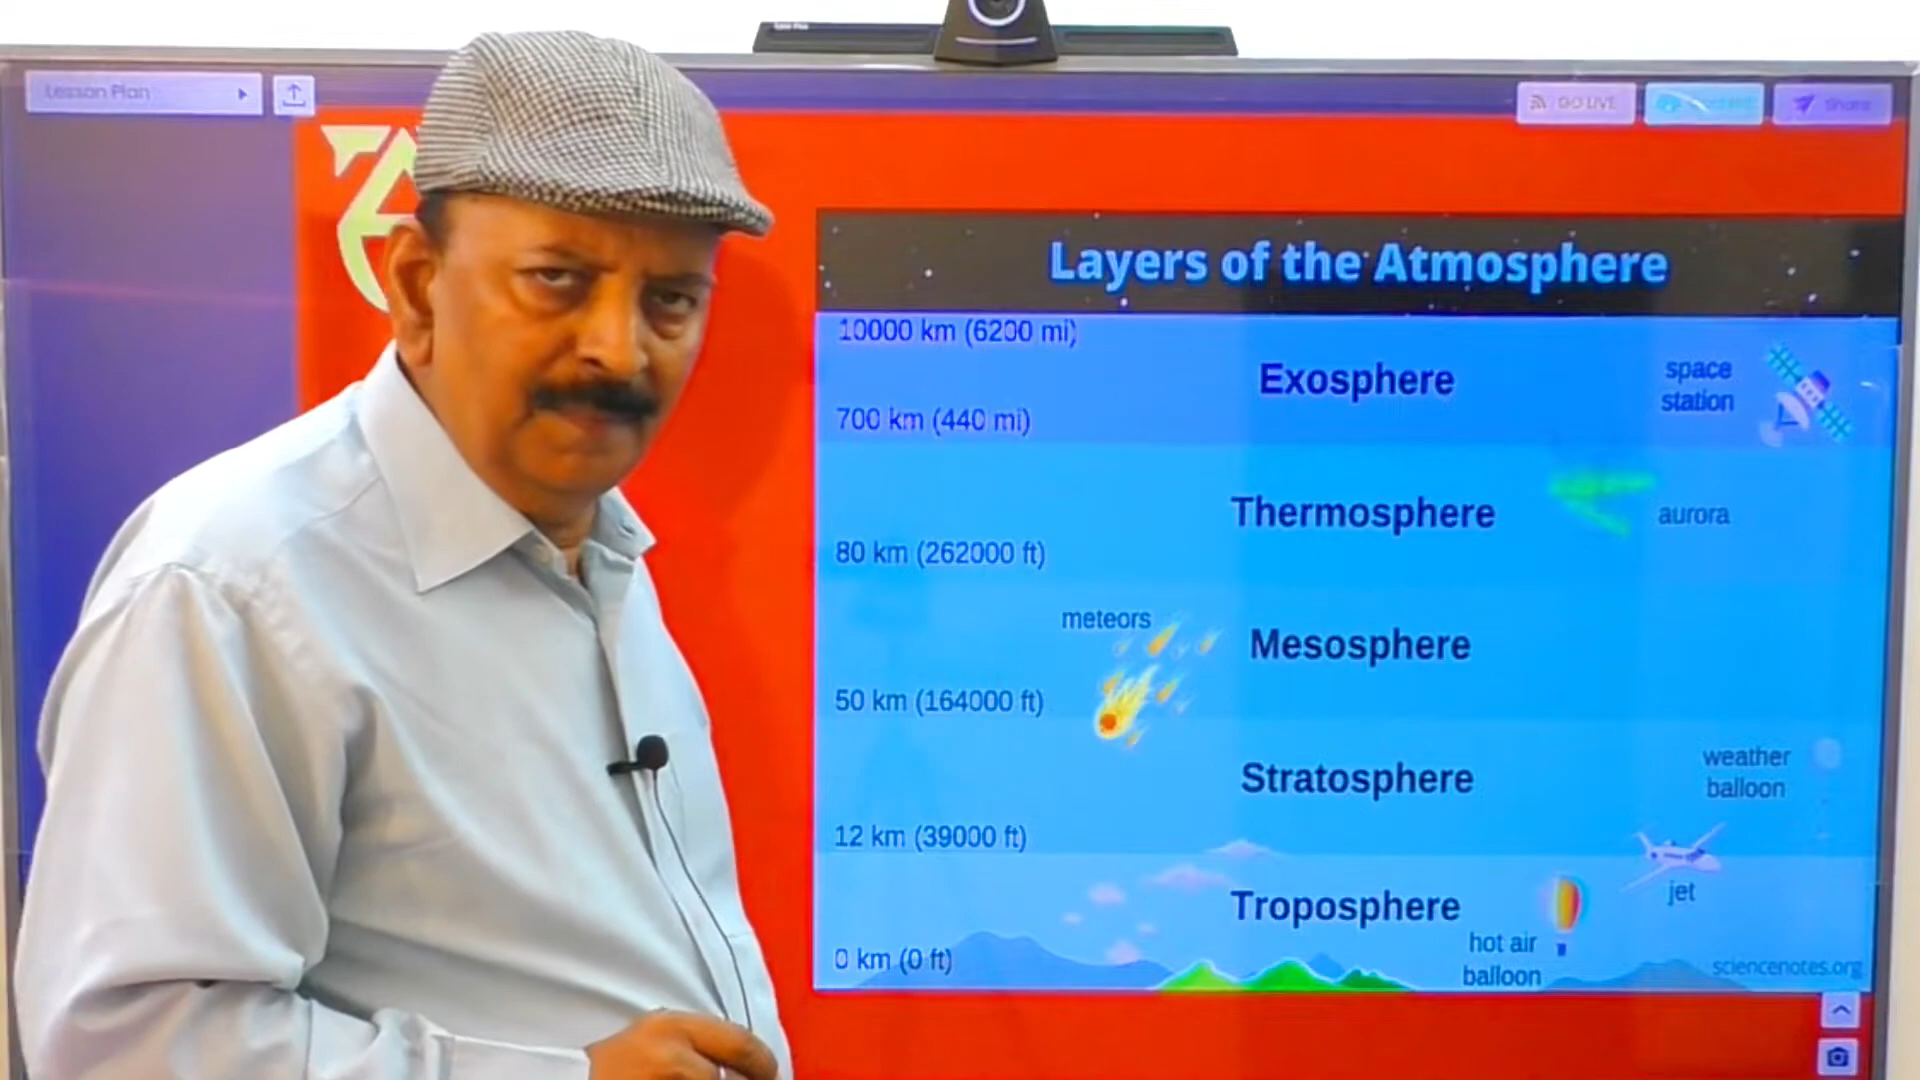 Lesson Plan
GO LIVE
Share
Layers of the Atmosphere
10000 km (6200 mi)
Exosphere
space
station
700 km (440 mi)
Thermosphere
aurora
80 km (262000 ft)
meteors
Mesosphere
50 km (164000 ft)
Stratosphere
weather
balloon
12 km (39000 ft)
jet
Troposphere
hot air
balloon
0 km (0 ft)
sciencenotes.org